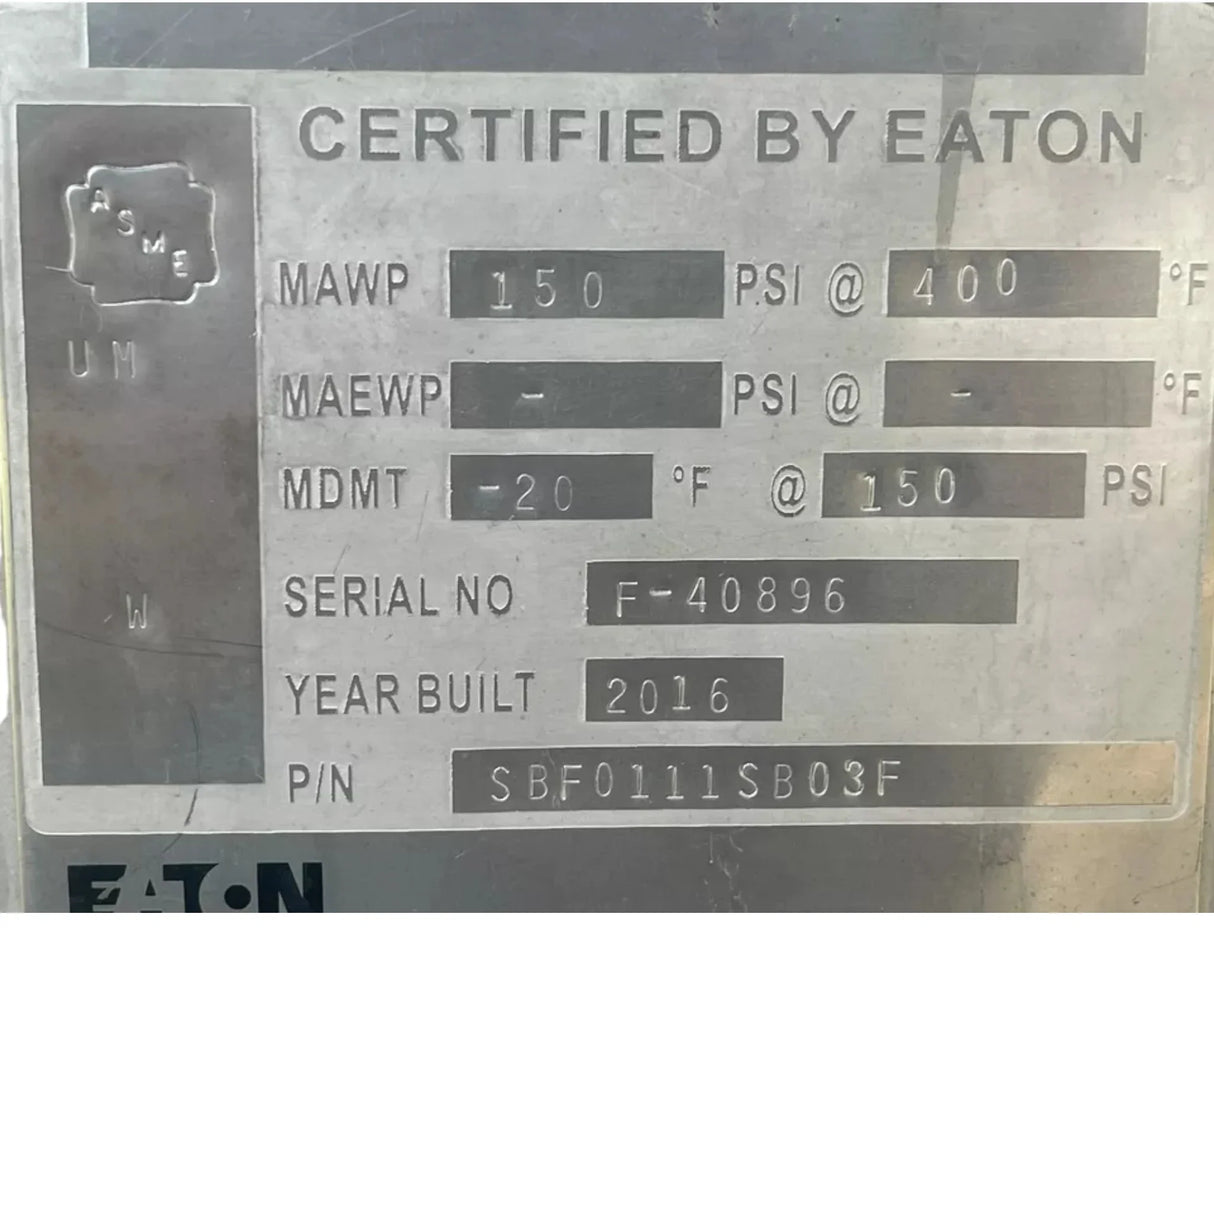 CERTIFIED BY EATON
ASME
UM
W
MAWP 150 PSI @ 400 °F
MAEWP - PSI @ - °F
MDMT -20 °F @ 150 PSI
SERIAL NO F-40896
YEAR BUILT 2016
P/N SBF0111SB03F
EATON